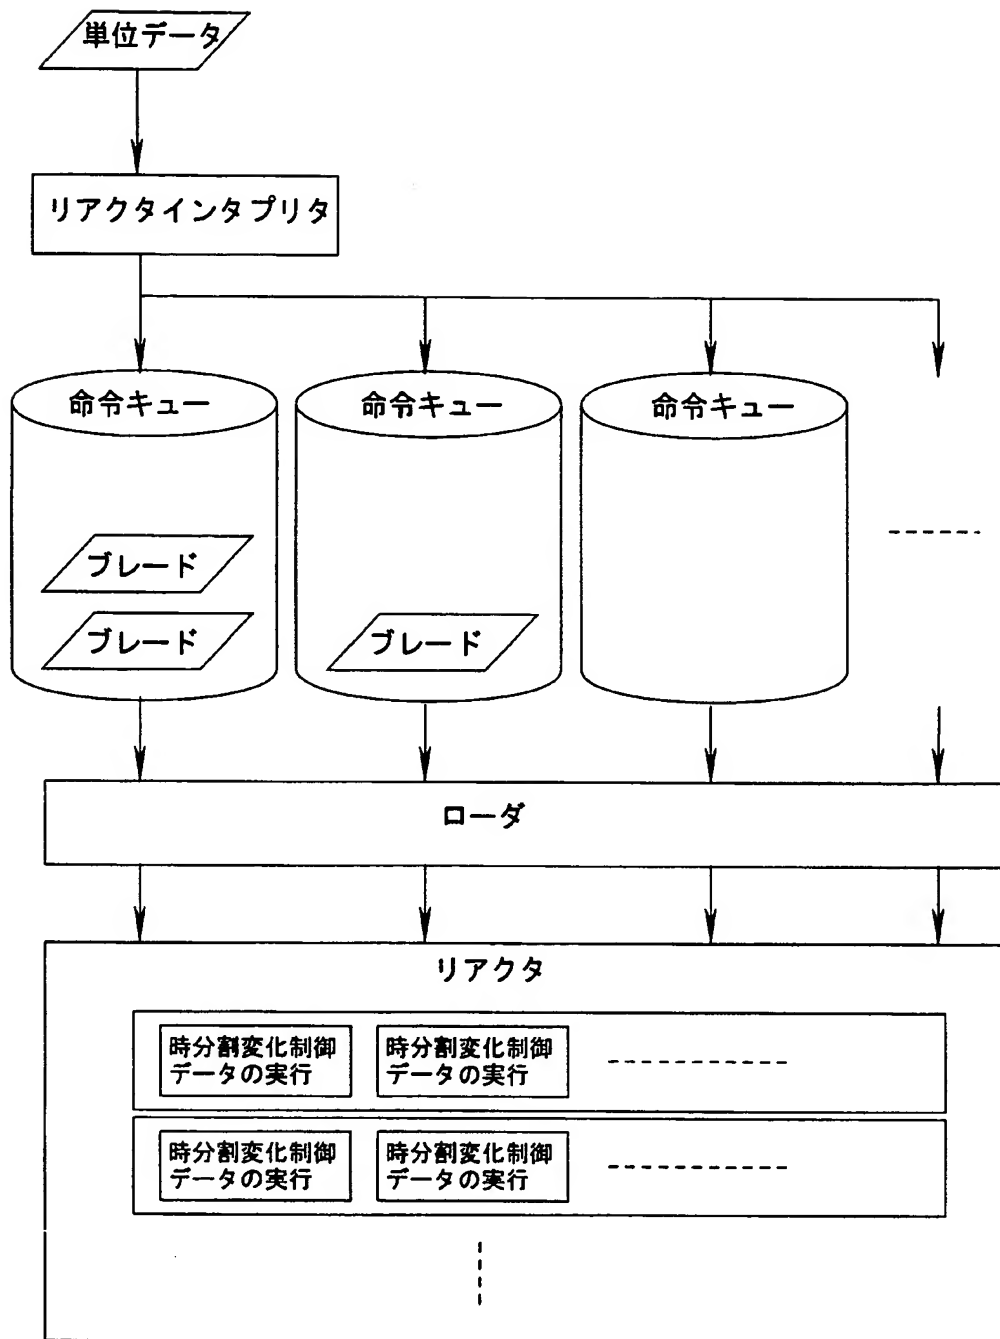 単位データ
リアクタインタプリタ
命令キュー
命令キュー
命令キュー
ブレード
ブレード
ブレード
ローダ
リアクタ
時分割変化制御
データの実行
時分割変化制御
データの実行
時分割変化制御
データの実行
時分割変化制御
データの実行